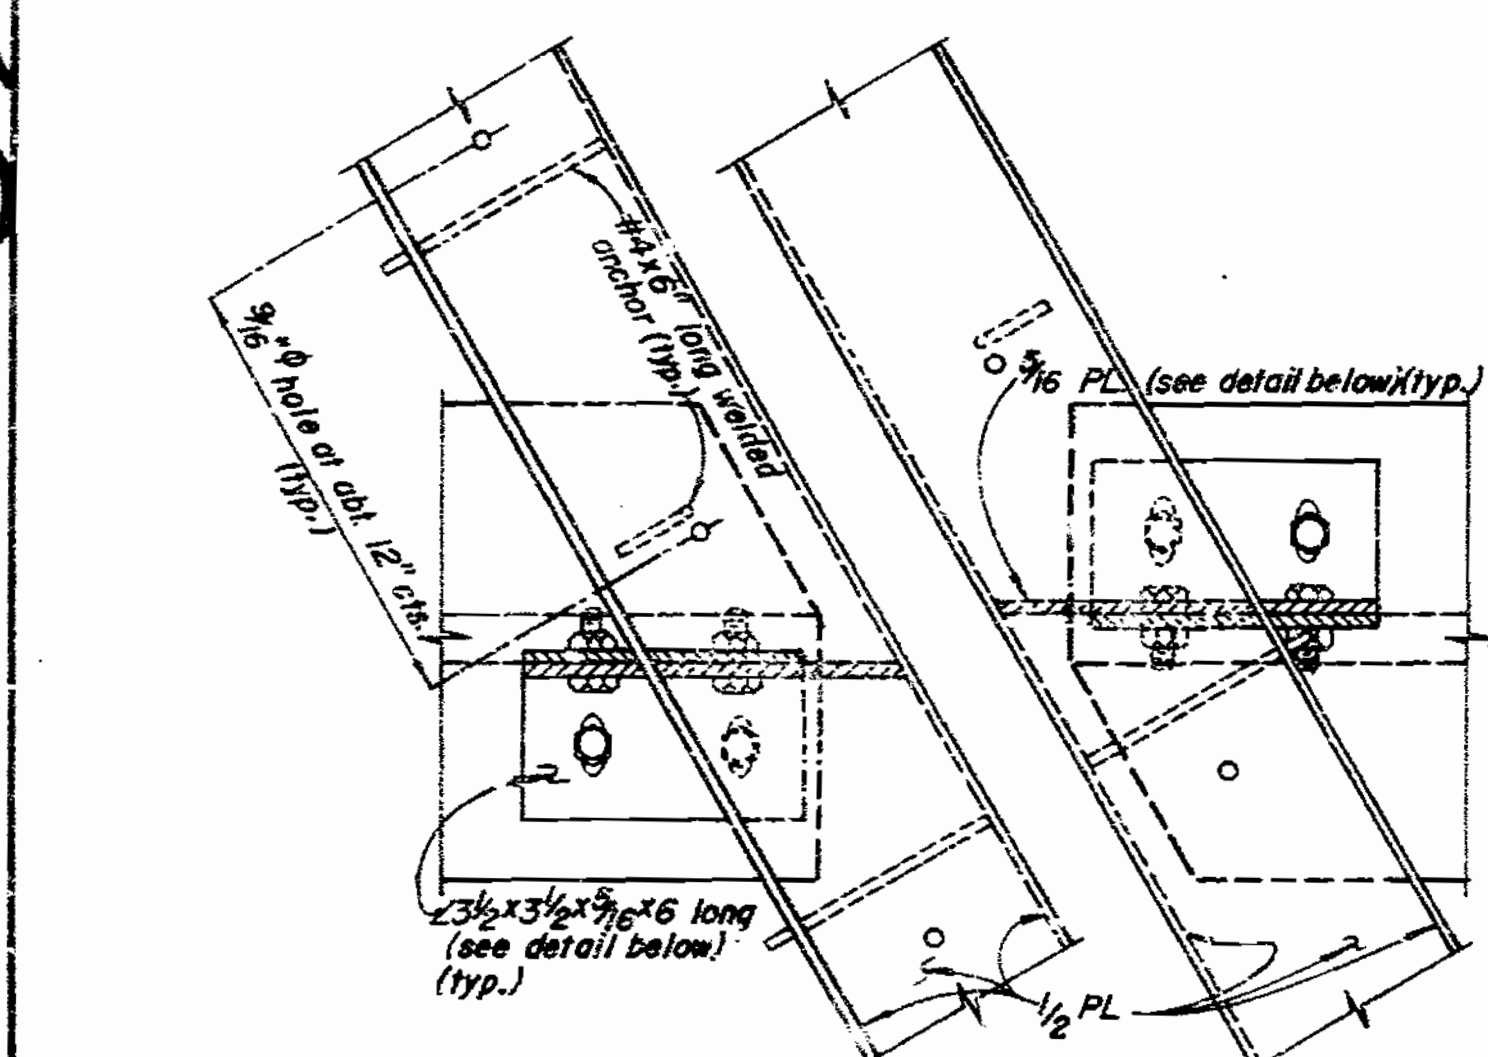 #4x6" long welded
anchor (typ.)
9/16"φ hole at abt. 12" cts.
(typ.)
5/16 PL (see detail below)(typ.)
∠3½x3½x5/16x6 long
(see detail below)
(typ.)
1/2 PL